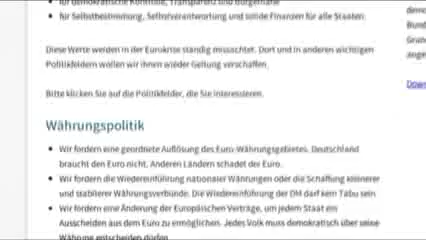 für demokratische Kontrolle, Transparenz und Bürgernähe
für Selbstbestimmung, Selbstverantwortung und solide Finanzen für alle Staaten.
Diese Werte werden in der Eurokrise ständig missachtet. Dort und in anderen wichtigen
Politikfeldern wollen wir ihnen wieder Geltung verschaffen.
Bitte klicken Sie auf die Politikfelder, die Sie interessieren.
Währungspolitik
Wir fordern eine geordnete Auflösung des Euro-Währungsgebietes. Deutschland
braucht den Euro nicht. Anderen Ländern schadet der Euro.
Wir fordern die Wiedereinführung nationaler Währungen oder die Schaffung kleinerer
und stabilerer Währungsverbünde. Die Wiedereinführung der DM darf kein Tabu sein.
Wir fordern eine Änderung der Europäischen Verträge, um jedem Staat ein
Ausscheiden aus dem Euro zu ermöglichen. Jedes Volk muss demokratisch über seine
Währung entscheiden dürfen